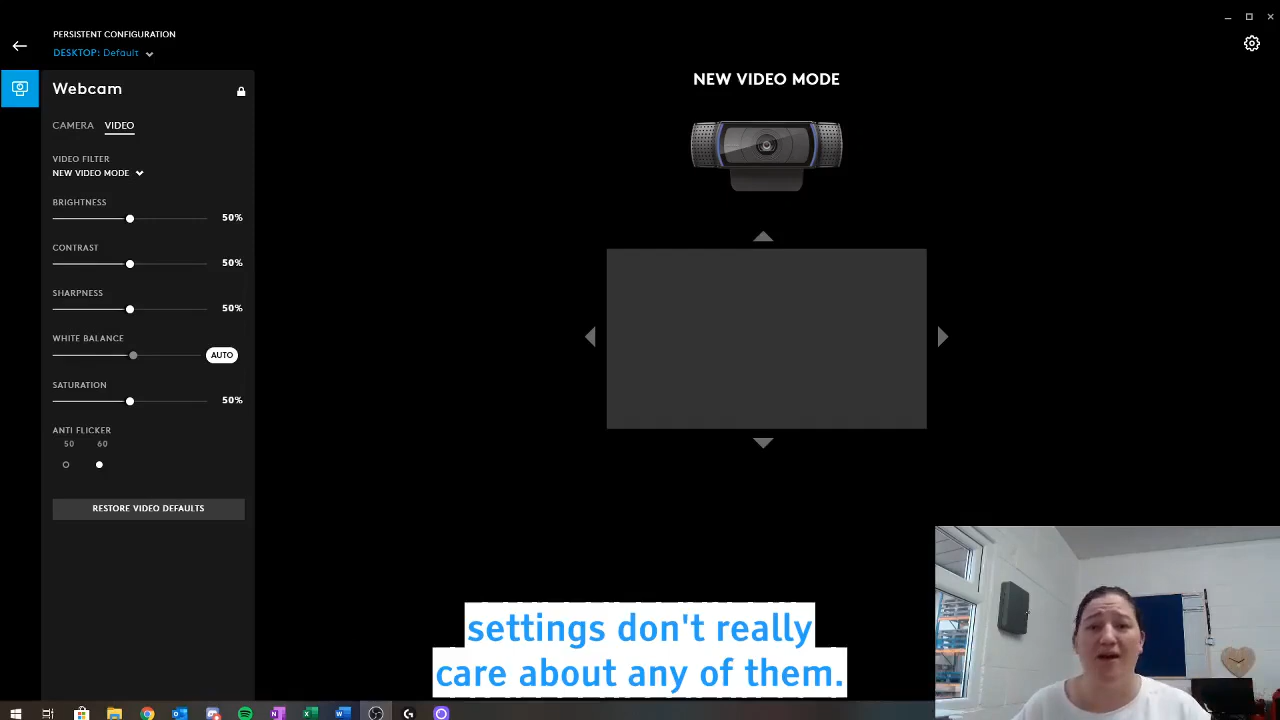 PERSISTENT CONFIGURATION
DESKTOP: Default
Webcam
CAMERA VIDEO
VIDEO FILTER
NEW VIDEO MODE
BRIGHTNESS
50%
CONTRAST
50%
SHARPNESS
50%
WHITE BALANCE
AUTO
SATURATION
50%
ANTI FLICKER
50 60
RESTORE VIDEO DEFAULTS
NEW VIDEO MODE
settings don't really
care about any of them.